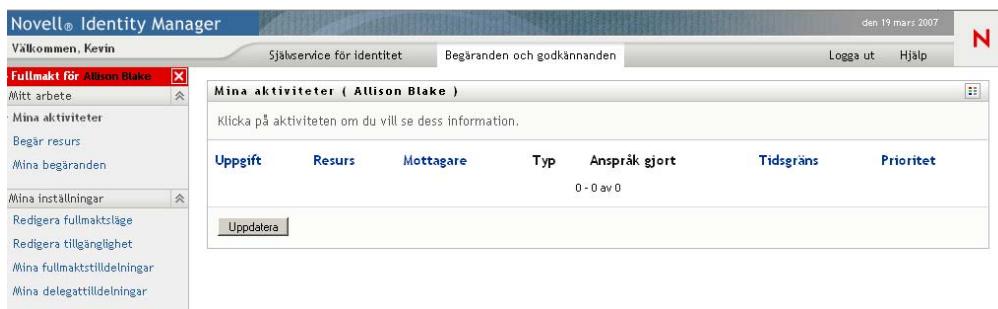 Novell® Identity Manager
den 19 mars 2007
N
Välkommen, Kevin
Självservice för identitet
Begäranden och godkännanden
Logga ut
Hjälp
Fullmakt för Allison Blake
Mitt arbete
Mina aktiviteter
Begär resurs
Mina begäranden
Mina inställningar
Redigera fullmaktsläge
Redigera tillgänglighet
Mina fullmaktstilldelningar
Mina delegattilldelningar
Mina aktiviteter ( Allison Blake )
Klicka på aktiviteten om du vill se dess information.
Uppgift Resurs Mottagare Typ Anspråk gjort Tidsgräns Prioritet
0 - 0 av 0
Uppdatera